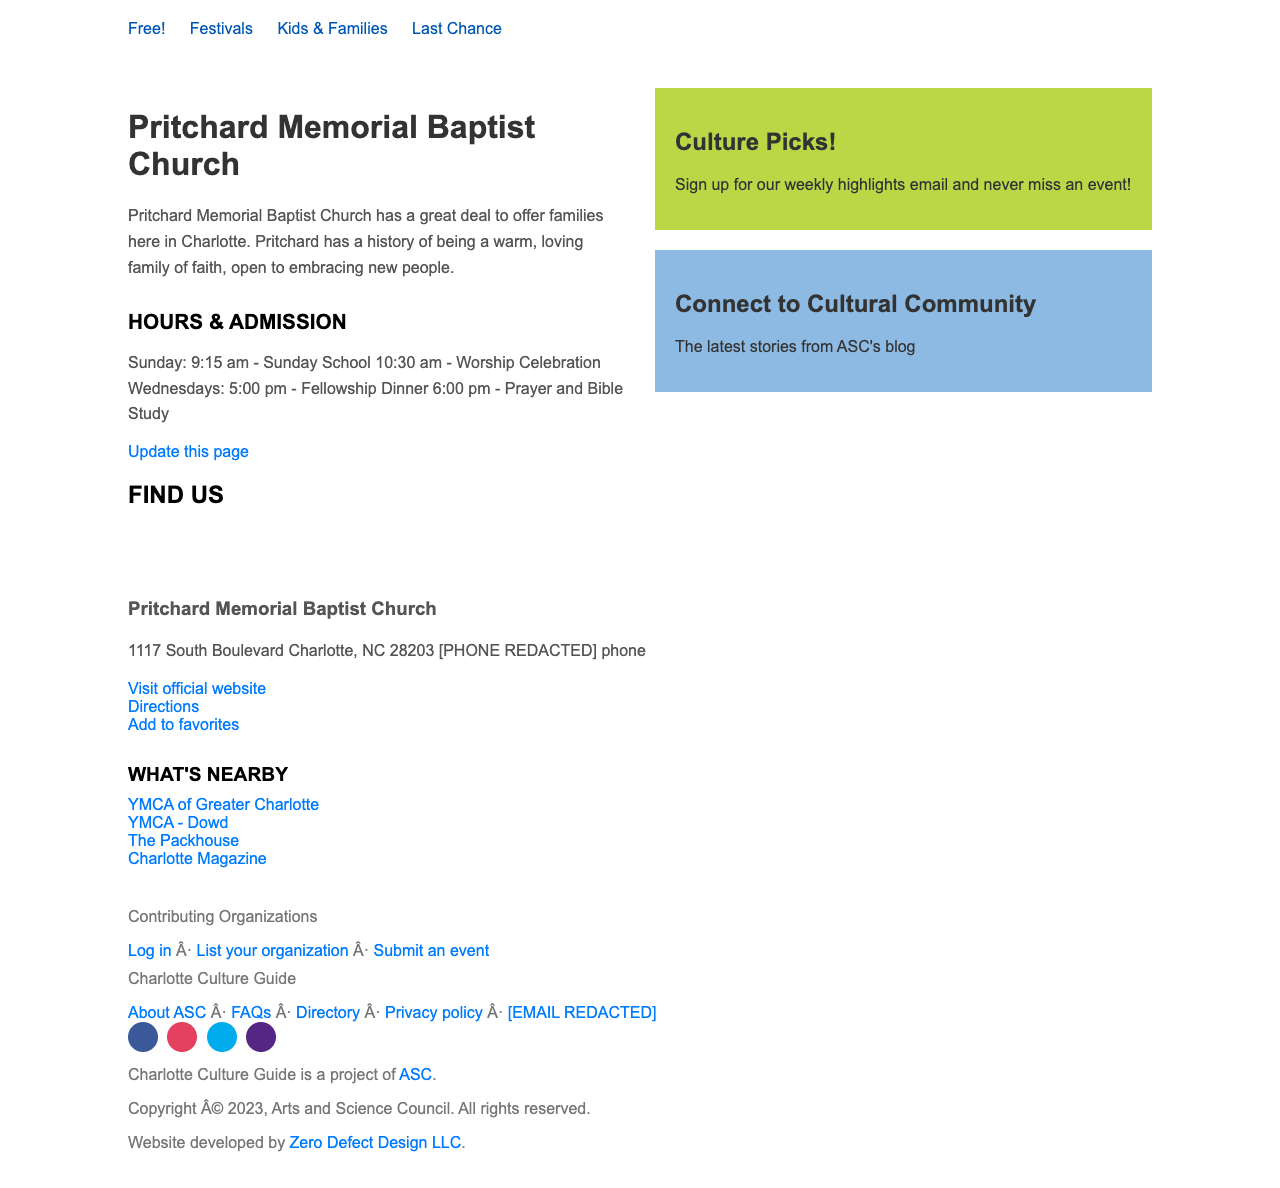 Free! Festivals Kids & Families Last Chance
Pritchard Memorial Baptist
Church
Pritchard Memorial Baptist Church has a great deal to offer families
here in Charlotte. Pritchard has a history of being a warm, loving
family of faith, open to embracing new people.
HOURS & ADMISSION
Sunday: 9:15 am - Sunday School 10:30 am - Worship Celebration
Wednesdays: 5:00 pm - Fellowship Dinner 6:00 pm - Prayer and Bible
Study
Update this page
FIND US
Culture Picks!
Sign up for our weekly highlights email and never miss an event!
Connect to Cultural Community
The latest stories from ASC's blog
Pritchard Memorial Baptist Church
1117 South Boulevard Charlotte, NC 28203 [PHONE REDACTED] phone
Visit official website
Directions
Add to favorites
WHAT'S NEARBY
YMCA of Greater Charlotte
YMCA - Dowd
The Packhouse
Charlotte Magazine
Contributing Organizations
Log in Â· List your organization Â· Submit an event
Charlotte Culture Guide
About ASC Â· FAQs Â· Directory Â· Privacy policy Â· [EMAIL REDACTED]
Charlotte Culture Guide is a project of ASC.
Copyright Â© 2023, Arts and Science Council. All rights reserved.
Website developed by Zero Defect Design LLC.